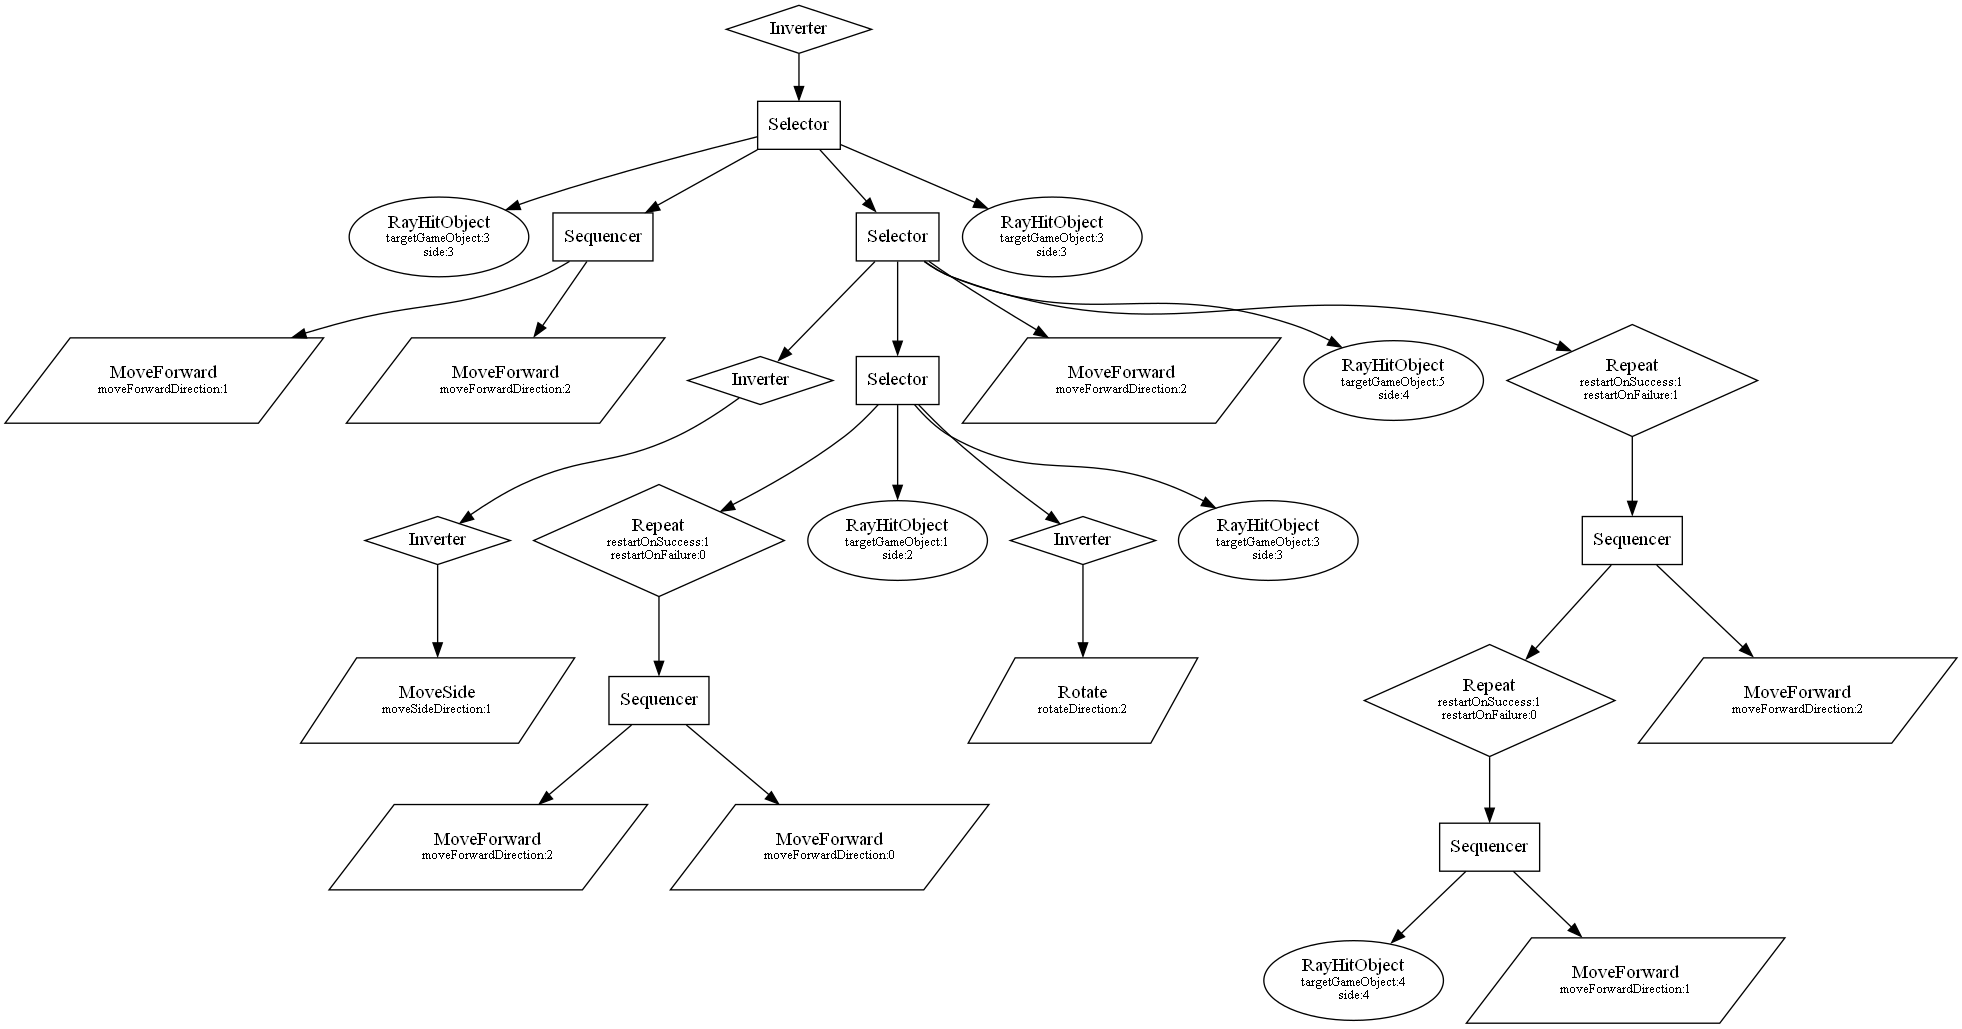 Inverter
Selector
RayHitObject
targetGameObject:3
side:3
Sequencer
Selector
RayHitObject
targetGameObject:3
side:3
MoveForward
moveForwardDirection:1
MoveForward
moveForwardDirection:2
Inverter
Selector
MoveForward
moveForwardDirection:2
RayHitObject
targetGameObject:5
side:4
Repeat
restartOnSuccess:1
restartOnFailure:1
Inverter
Repeat
restartOnSuccess:1
restartOnFailure:0
RayHitObject
targetGameObject:1
side:2
Inverter
RayHitObject
targetGameObject:3
side:3
Sequencer
MoveSide
moveSideDirection:1
Sequencer
Rotate
rotateDirection:2
Repeat
restartOnSuccess:1
restartOnFailure:0
MoveForward
moveForwardDirection:2
MoveForward
moveForwardDirection:2
MoveForward
moveForwardDirection:0
Sequencer
RayHitObject
targetGameObject:4
side:4
MoveForward
moveForwardDirection:1